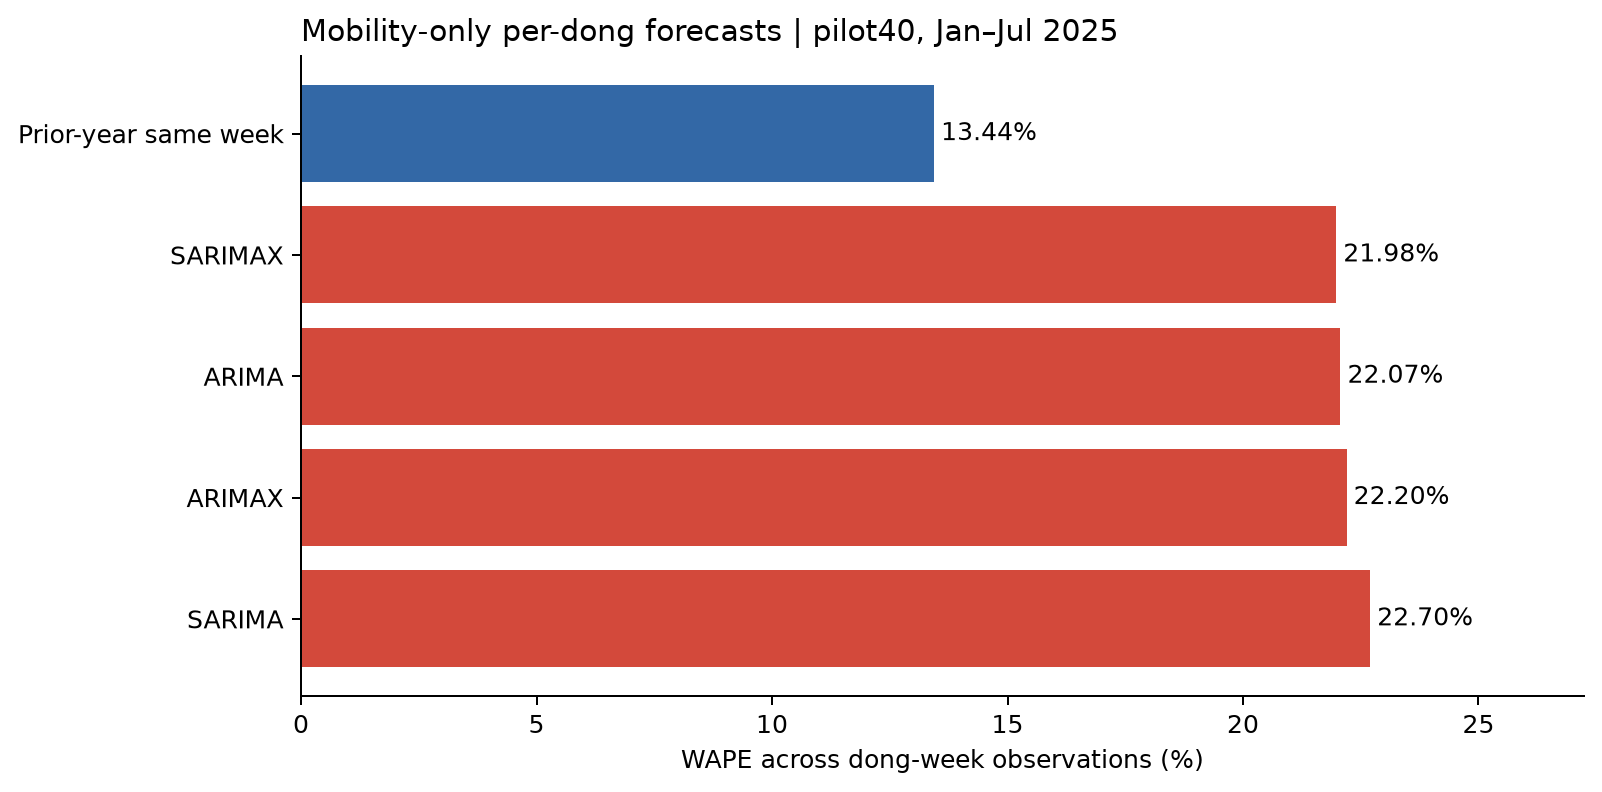 Mobility-only per-dong forecasts | pilot40, Jan–Jul 2025
Prior-year same week
13.44%
SARIMAX
21.98%
ARIMA
22.07%
ARIMAX
22.20%
SARIMA
22.70%
0 5 10 15 20 25
WAPE across dong-week observations (%)